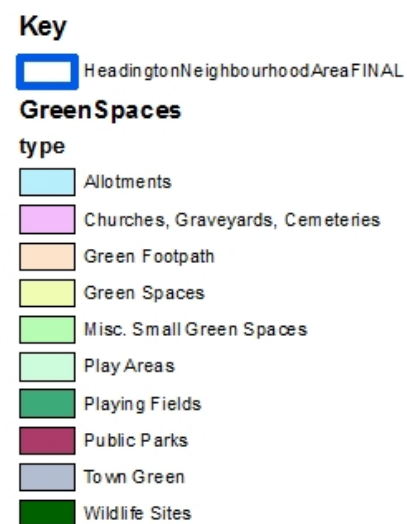 Key
HeadingtonNeighbourhoodAreaFINAL
GreenSpaces
type
Allotments
Churches, Graveyards, Cemeteries
Green Footpath
Green Spaces
Misc. Small Green Spaces
Play Areas
Playing Fields
Public Parks
Town Green
Wildlife Sites